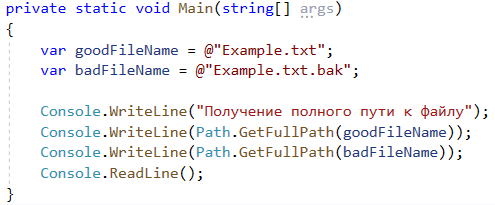 private static void Main(string[] args)
{
var goodFileName = @"Example.txt";
var badFileName = @"Example.txt.bak";
Console.WriteLine("Получение полного пути к файлу");
Console.WriteLine(Path.GetFullPath(goodFileName));
Console.WriteLine(Path.GetFullPath(badFileName));
Console.ReadLine();
}